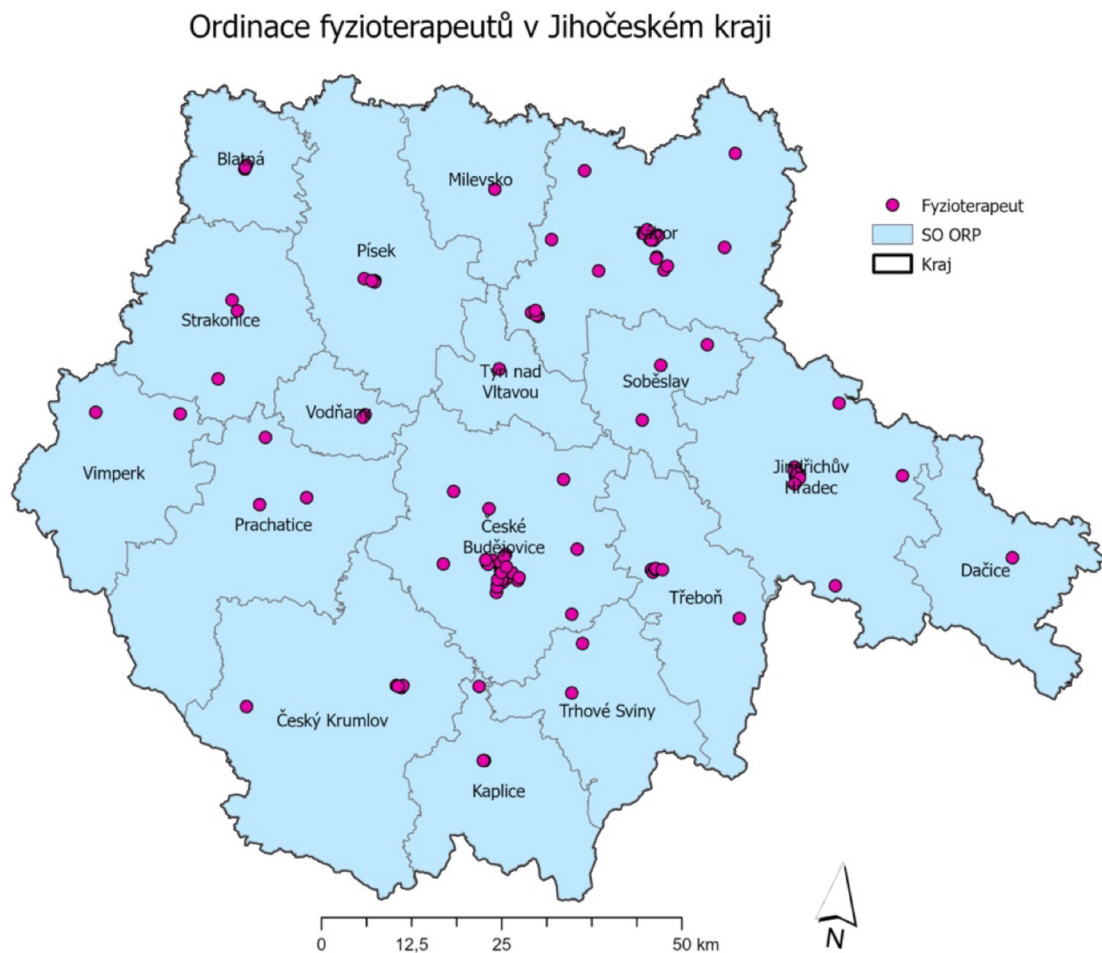 Ordinace fyzioterapeutů v Jihočeském kraji
Blatná
Milevsko
Tábor
Písek
Strakonice
Týn nad
Vltavou
Soběslav
Vodňany
Vimperk
Prachatice
Jindřichův
Hradec
České
Budějovice
Dačice
Třeboň
Český Krumlov
Trhové Sviny
Kaplice
Fyzioterapeut
SO ORP
Kraj
0 12,5 25 50 km
N